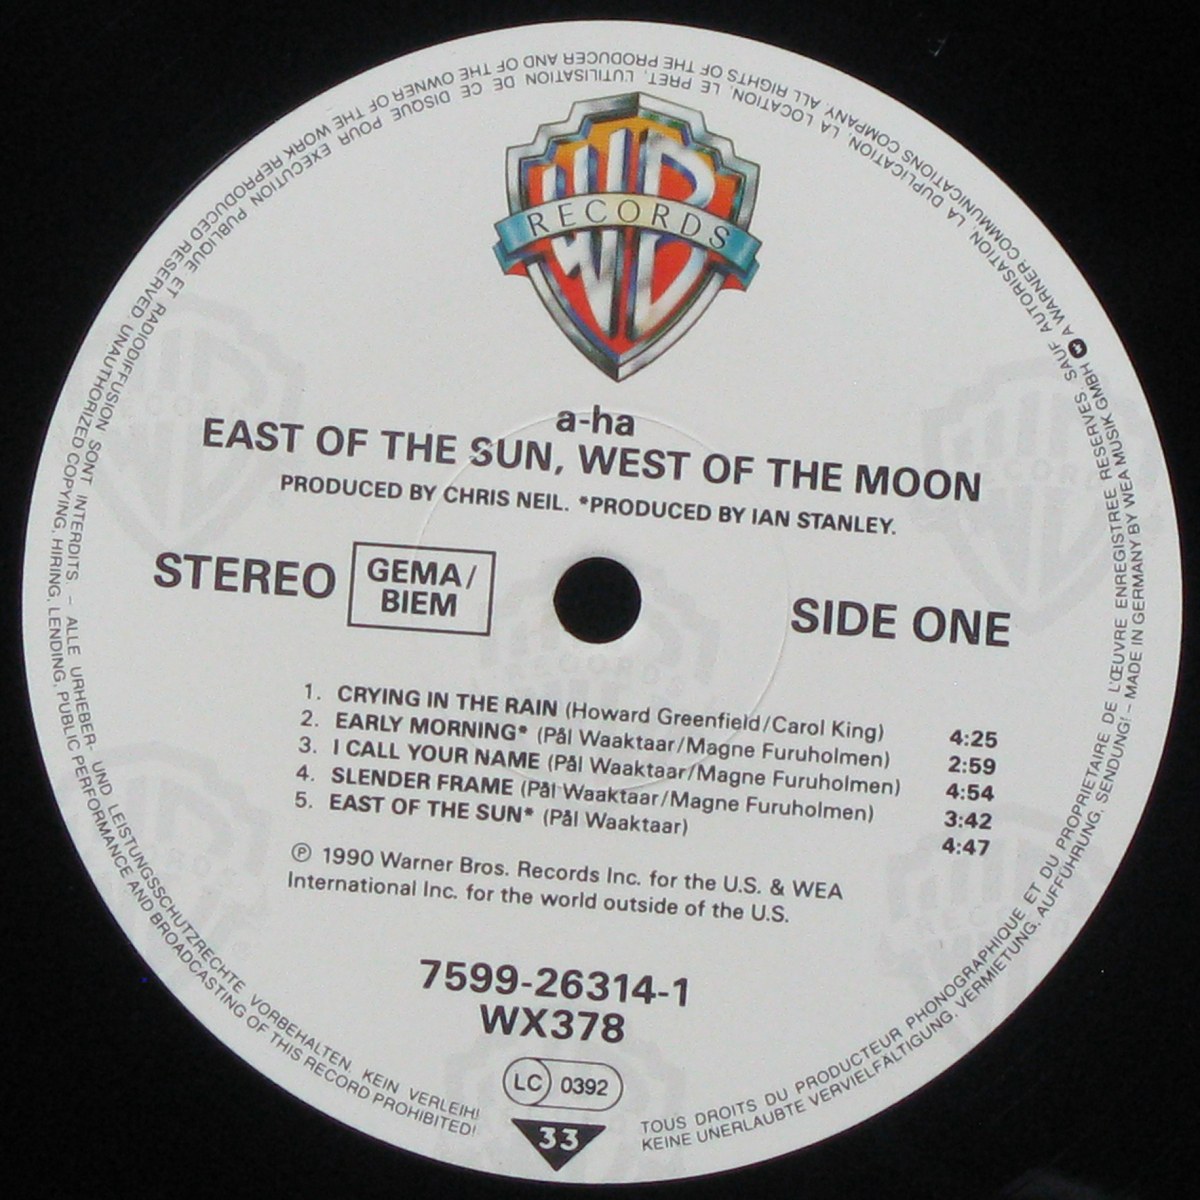 WB
RECORDS
a-ha
EAST OF THE SUN, WEST OF THE MOON
PRODUCED BY CHRIS NEIL. *PRODUCED BY IAN STANLEY.
STEREO
GEMA/
BIEM
SIDE ONE
1. CRYING IN THE RAIN (Howard Greenfield/Carol King) 4:25
2. EARLY MORNING* (Pål Waaktaar/Magne Furuholmen) 2:59
3. I CALL YOUR NAME (Pål Waaktaar/Magne Furuholmen) 4:54
4. SLENDER FRAME (Pål Waaktaar/Magne Furuholmen) 3:42
5. EAST OF THE SUN* (Pål Waaktaar) 4:47
℗ 1990 Warner Bros. Records Inc. for the U.S. & WEA
International Inc. for the world outside of the U.S.
7599-26314-1
WX378
LC 0392
33
TOUS DROITS DU PRODUCTEUR PHONOGRAPHIQUE ET DU PROPRIETAIRE DE L'ŒUVRE ENREGISTREE RESERVES. SAUF AUTORISATION, LA DUPLICATION, LA LOCATION, LE PRET, L'UTILISATION DE CE DISQUE POUR EXECUTION PUBLIQUE ET RADIODIFFUSION SONT INTERDITS. – ALLE URHEBER- UND LEISTUNGSSCHUTZRECHTE VORBEHALTEN. KEIN VERLEIH!
KEINE UNERLAUBTE VERVIELFÄLTIGUNG, VERMIETUNG, AUFFÜHRUNG, SENDUNG! – MADE IN GERMANY BY WEA MUSIK GMBH A WARNER COMMUNICATIONS COMPANY. ALL RIGHTS OF THE PRODUCER AND OF THE OWNER OF THE WORK REPRODUCED RESERVED. UNAUTHORIZED COPYING, HIRING, LENDING, PUBLIC PERFORMANCE AND BROADCASTING OF THIS RECORD PROHIBITED!